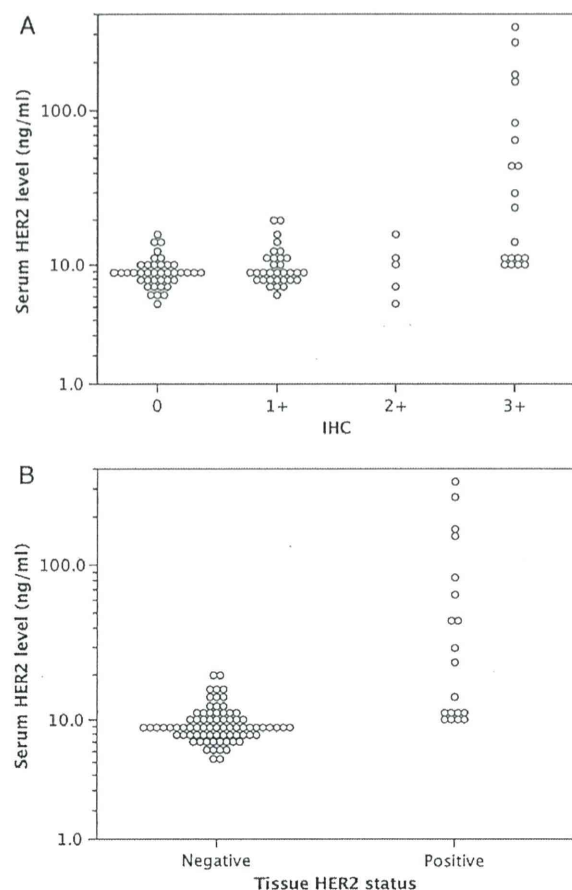 A
Serum HER2 level (ng/ml)
100.0
10.0
1.0
0 1+ 2+ 3+
IHC
B
Serum HER2 level (ng/ml)
100.0
10.0
1.0
Negative Positive
Tissue HER2 status